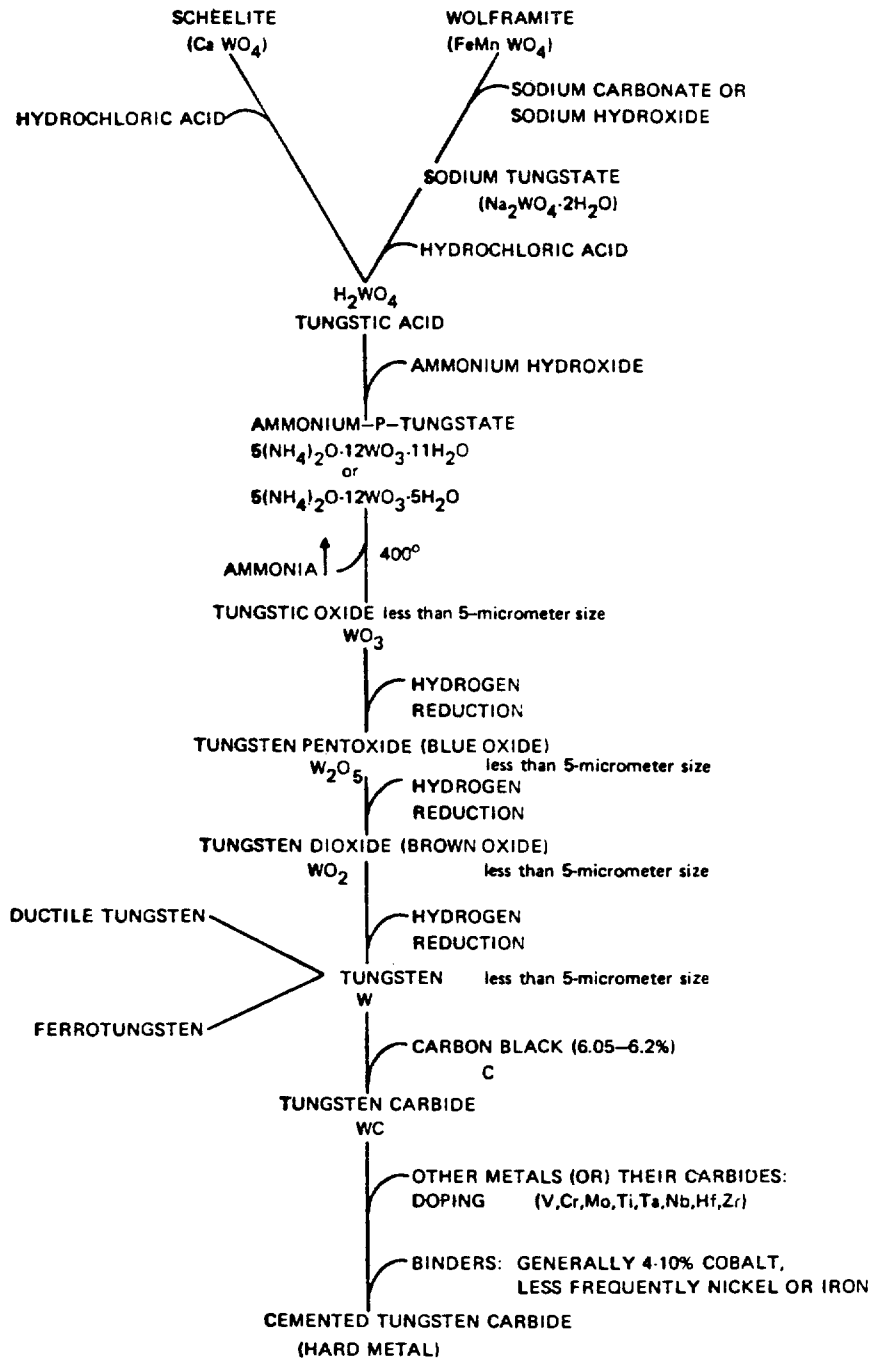 SCHEELITE
(Ca WO4)
WOLFRAMITE
(FeMn WO4)
HYDROCHLORIC ACID
SODIUM CARBONATE OR
SODIUM HYDROXIDE
SODIUM TUNGSTATE
(Na2WO4·2H2O)
HYDROCHLORIC ACID
H2WO4
TUNGSTIC ACID
AMMONIUM HYDROXIDE
AMMONIUM–P–TUNGSTATE
5(NH4)2O·12WO3·11H2O
or
5(NH4)2O·12WO3·5H2O
400°
AMMONIA
TUNGSTIC OXIDE less than 5–micrometer size
WO3
HYDROGEN
REDUCTION
TUNGSTEN PENTOXIDE (BLUE OXIDE)
W2O5 less than 5-micrometer size
HYDROGEN
REDUCTION
TUNGSTEN DIOXIDE (BROWN OXIDE)
WO2 less than 5-micrometer size
DUCTILE TUNGSTEN
HYDROGEN
REDUCTION
TUNGSTEN less than 5-micrometer size
W
FERROTUNGSTEN
CARBON BLACK (6.05–6.2%)
C
TUNGSTEN CARBIDE
WC
OTHER METALS (OR) THEIR CARBIDES:
DOPING (V,Cr,Mo,Ti,Ta,Nb,Hf,Zr)
BINDERS: GENERALLY 4-10% COBALT,
LESS FREQUENTLY NICKEL OR IRON
CEMENTED TUNGSTEN CARBIDE
(HARD METAL)